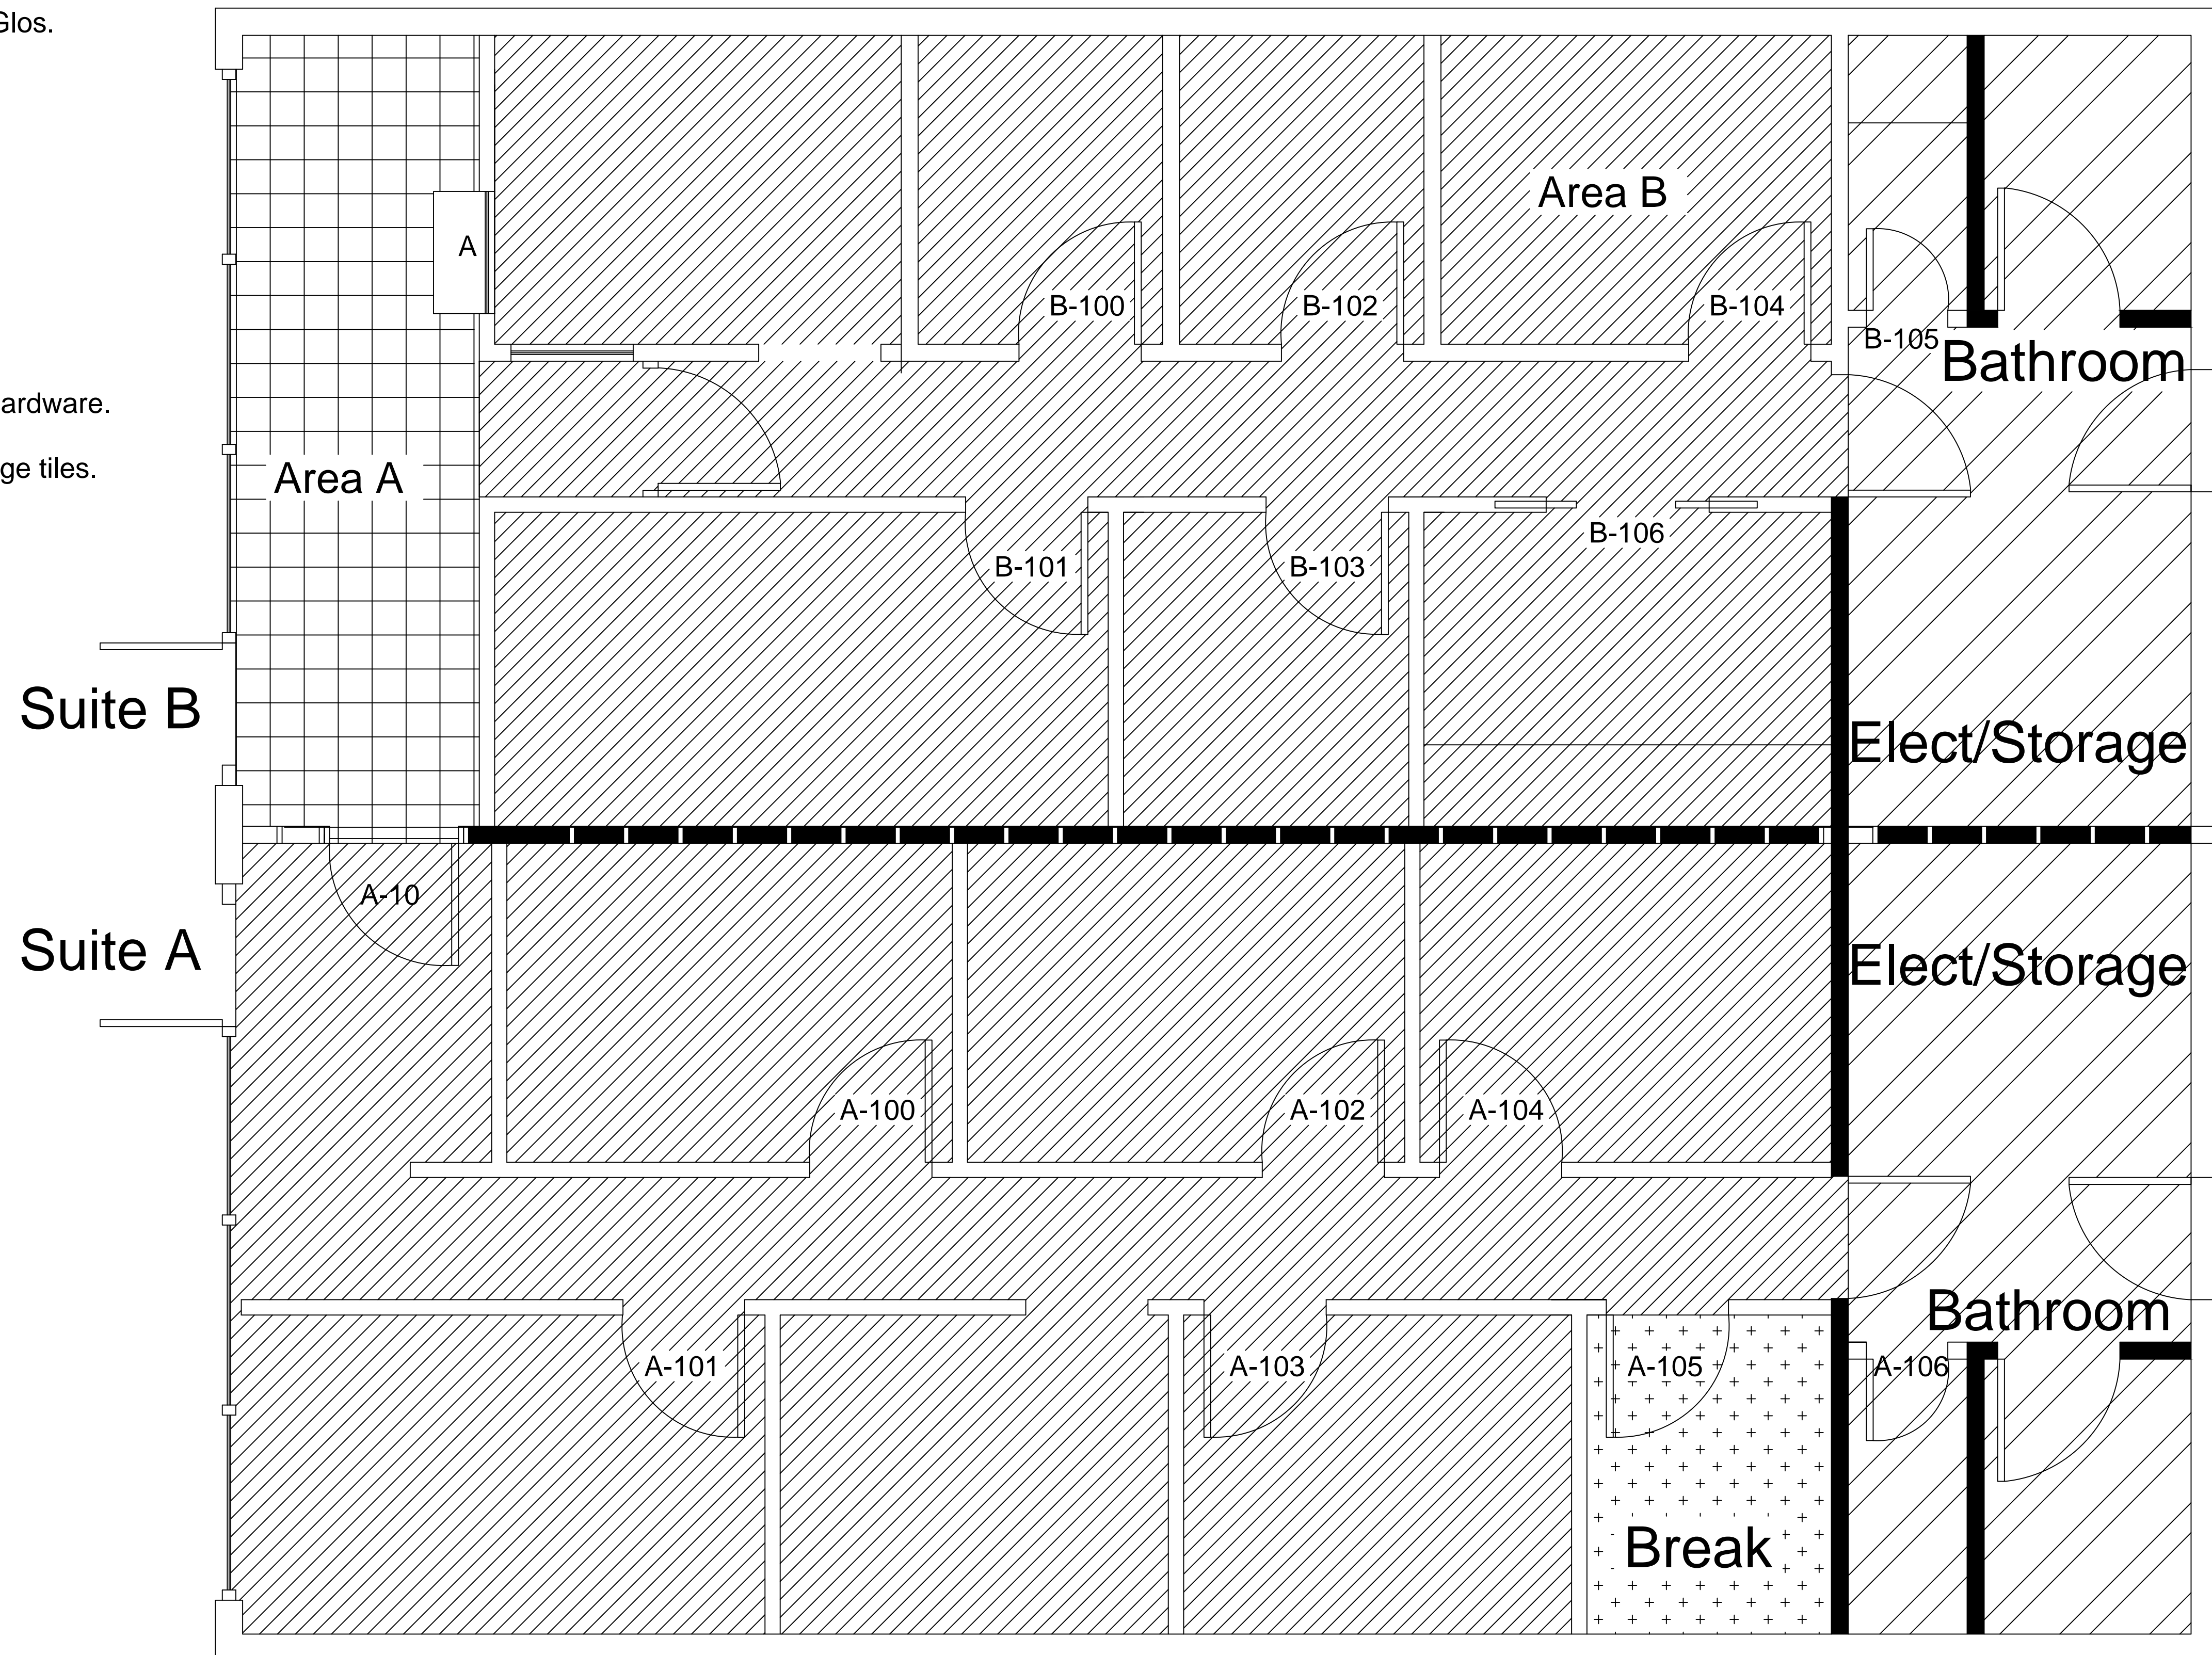 Glos.
Area B
A
B-100
B-102
B-104
B-105
Bathroom
ardware.
ge tiles.
Area A
B-106
B-101
B-103
Suite B
Elect/Storage
A-10
Suite A
Elect/Storage
A-100
A-102
A-104
Bathroom
A-101
A-103
A-105
A-106
Break